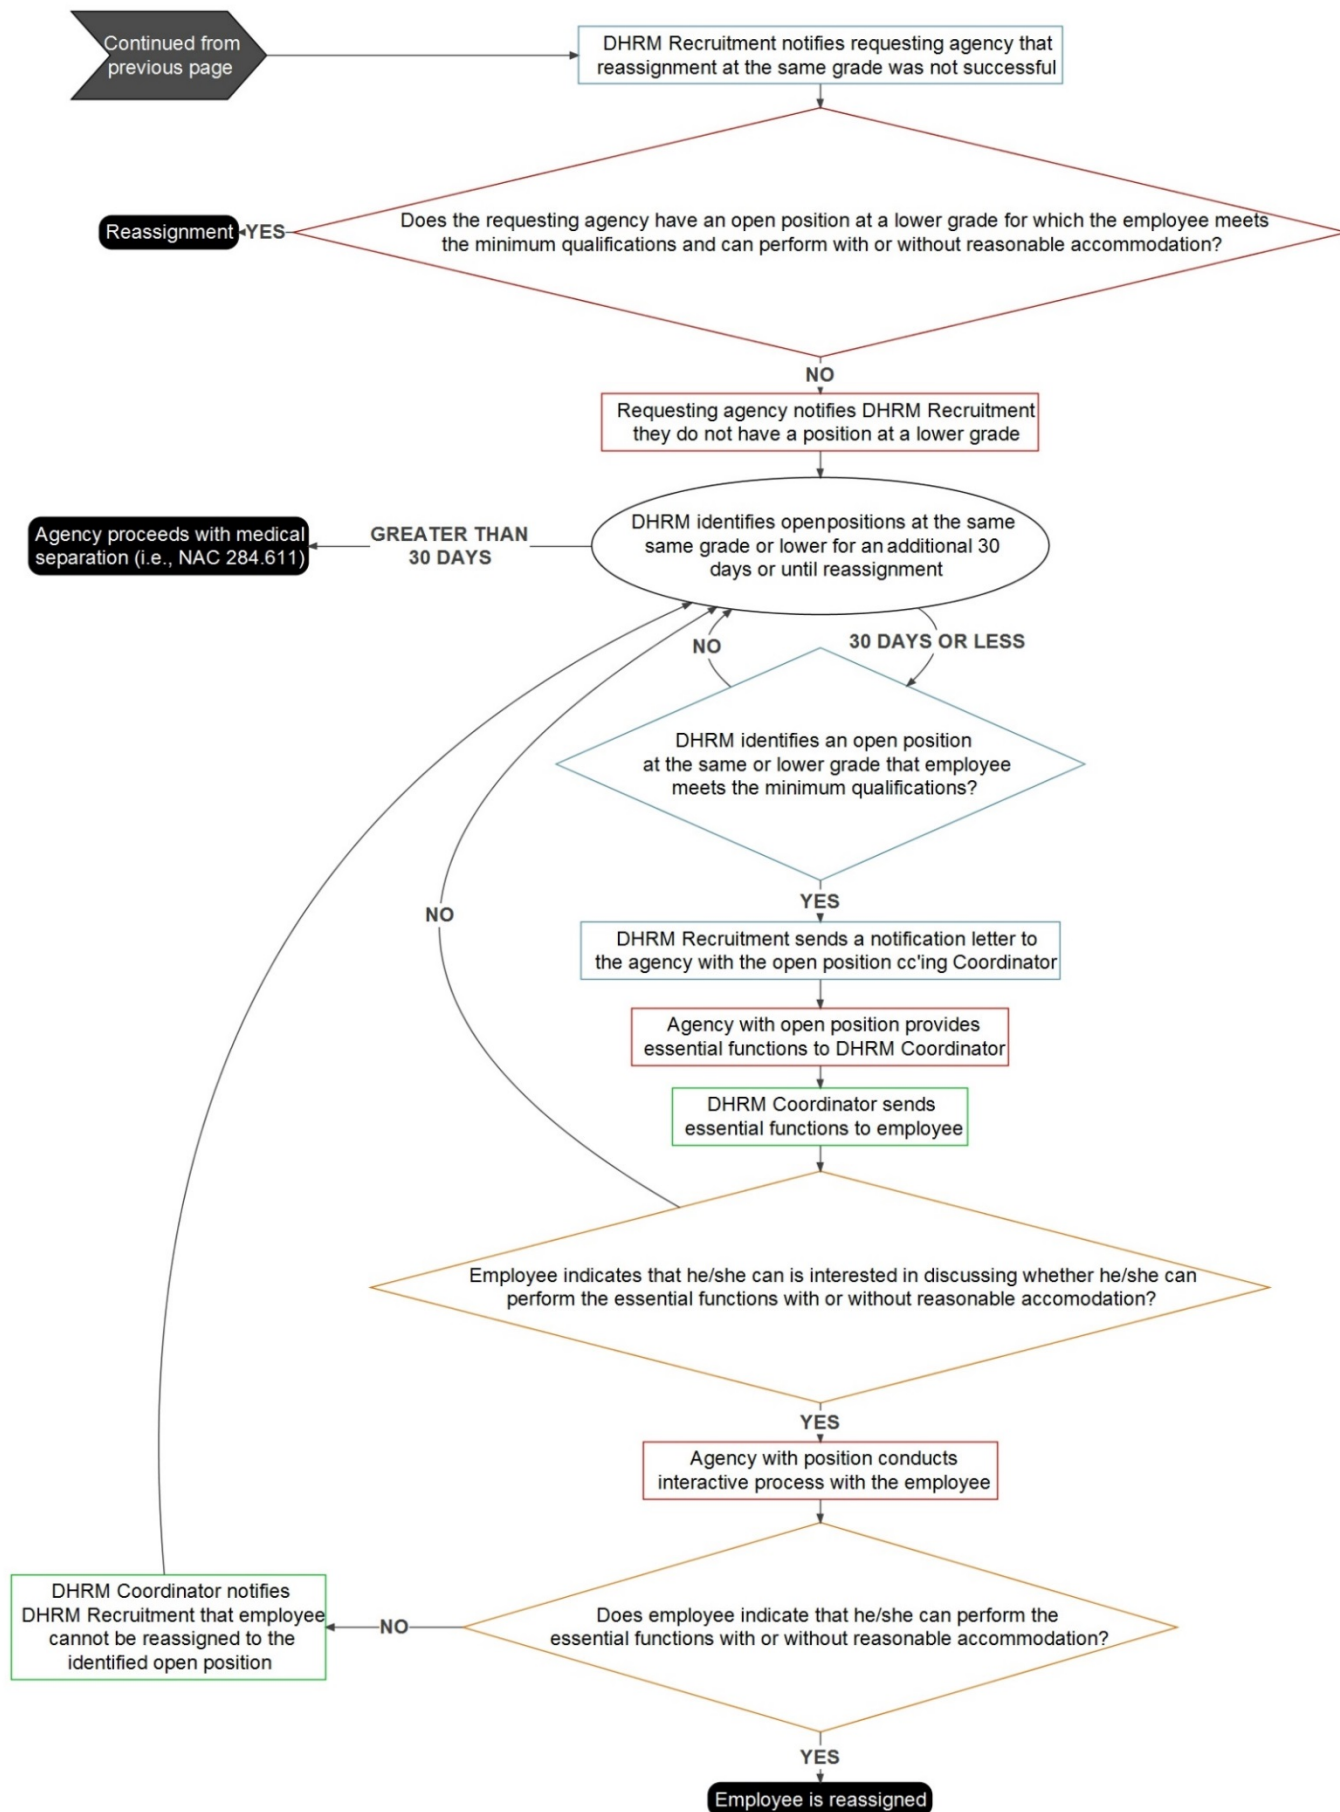 Continued from
previous page
DHRM Recruitment notifies requesting agency that
reassignment at the same grade was not successful
Does the requesting agency have an open position at a lower grade for which the employee meets
the minimum qualifications and can perform with or without reasonable accommodation?
YES
Reassignment
NO
Requesting agency notifies DHRM Recruitment
they do not have a position at a lower grade
DHRM identifies open positions at the same
same grade or lower for an additional 30
days or until reassignment
GREATER THAN
30 DAYS
Agency proceeds with medical
separation (i.e., NAC 284.611)
NO
30 DAYS OR LESS
DHRM identifies an open position
at the same or lower grade that employee
meets the minimum qualifications?
YES
NO
DHRM Recruitment sends a notification letter to
the agency with the open position cc'ing Coordinator
Agency with open position provides
essential functions to DHRM Coordinator
DHRM Coordinator sends
essential functions to employee
Employee indicates that he/she can is interested in discussing whether he/she can
perform the essential functions with or without reasonable accomodation?
YES
Agency with position conducts
interactive process with the employee
Does employee indicate that he/she can perform the
essential functions with or without reasonable accommodation?
NO
DHRM Coordinator notifies
DHRM Recruitment that employee
cannot be reassigned to the
identified open position
YES
Employee is reassigned